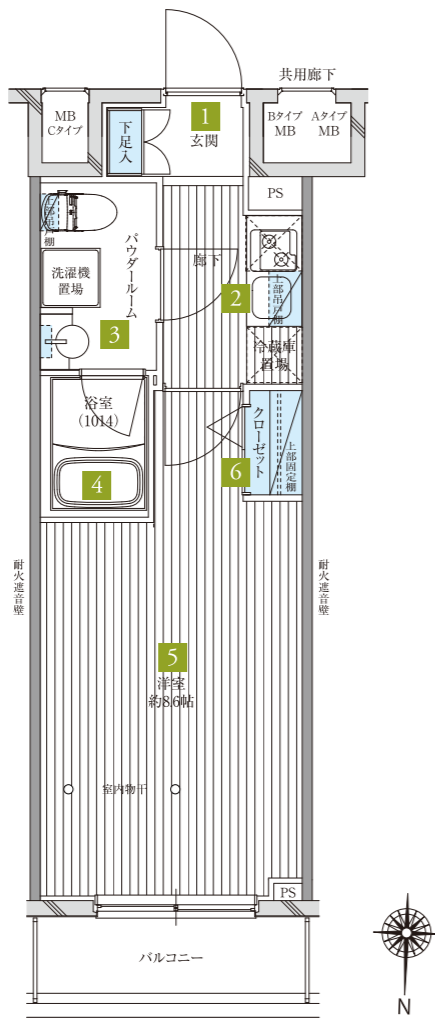 共用廊下
MB
Cタイプ
下足入
1
玄関
Bタイプ
MB
Aタイプ
MB
PS
上部吊戸棚
パウダールーム
廊下
洗濯機
置場
2
上部吊戸棚
3
冷蔵庫
置場
浴室
(1014)
クローゼット
上部固定棚
6
4
耐火遮音壁
耐火遮音壁
5
洋室
約8.6帖
室内物干
PS
バルコニー
N